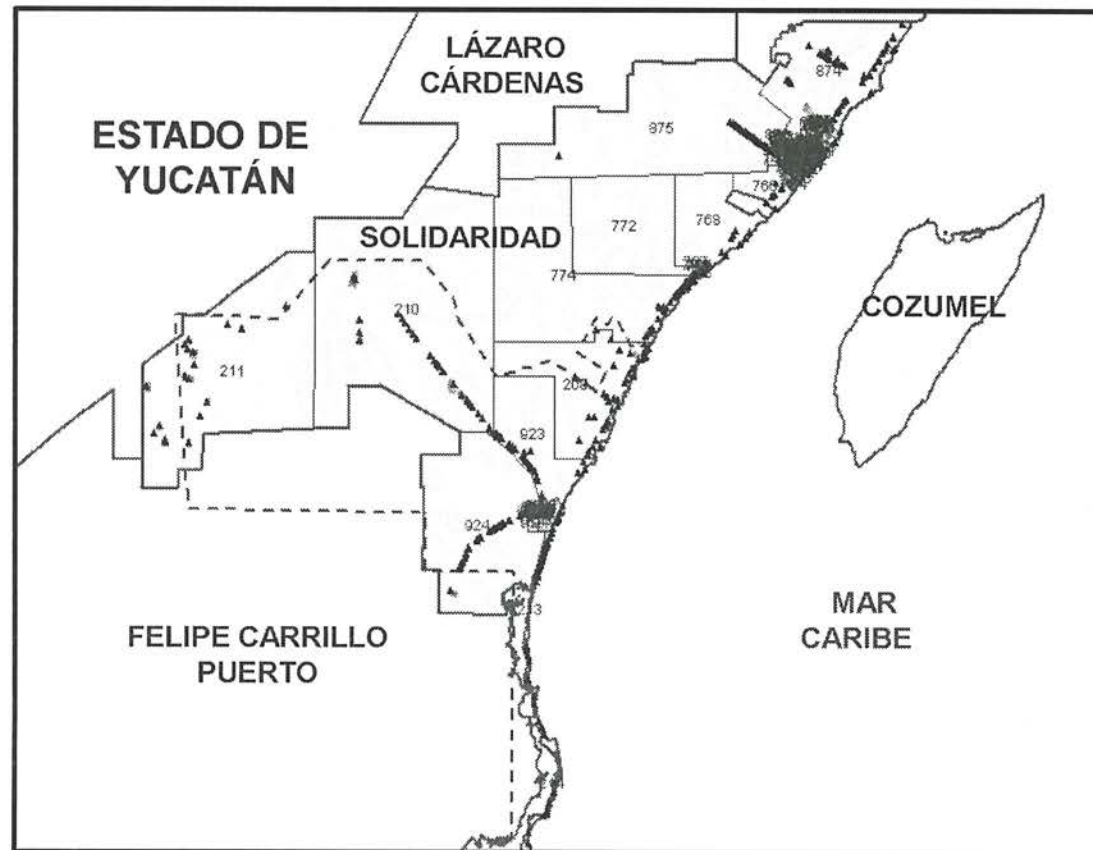 LÁZARO
CÁRDENAS
874
ESTADO DE
YUCATÁN
875
768
772
SOLIDARIDAD
774
COZUMEL
210
211
923
924
MAR
CARIBE
FELIPE CARRILLO
PUERTO